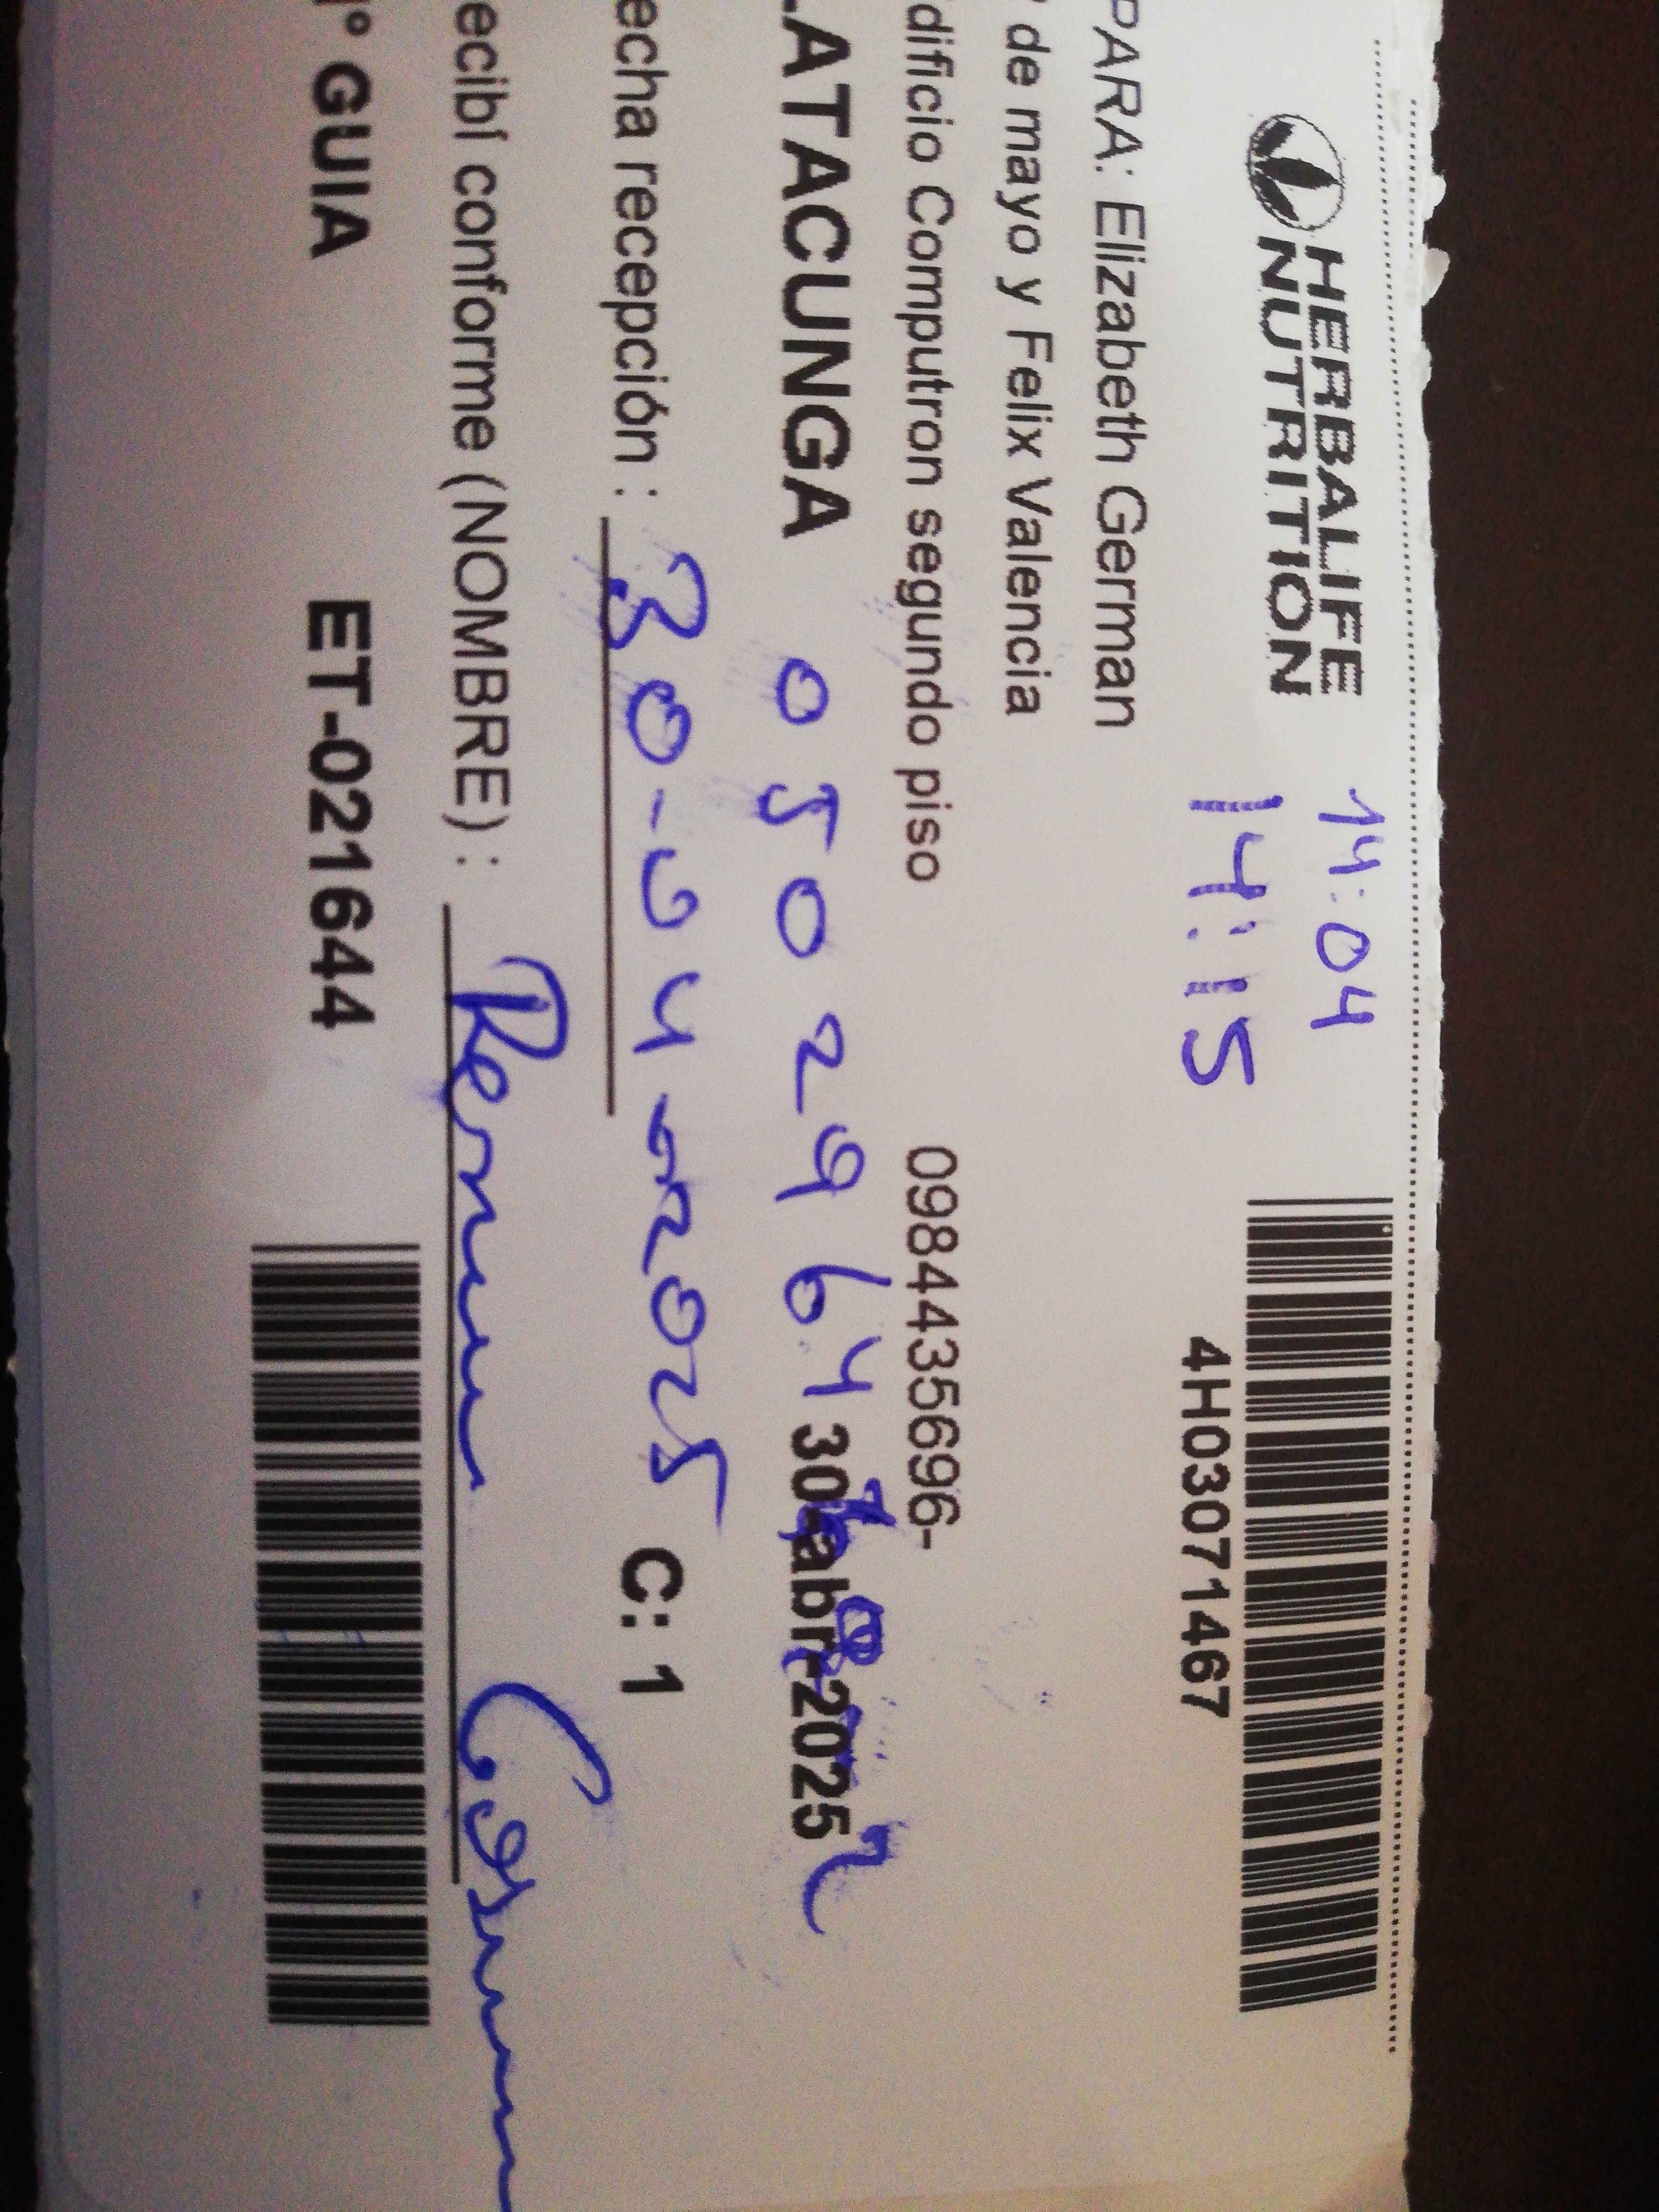 HERBALIFE
NUTRITION
14:04
14:15
4H03071467
PARA: Elizabeth German
de mayo y Felix Valencia
dificio Computron segundo piso 0984435696-
LATACUNGA 0502964 30-abr-2025
echa recepción : 30-04-2025 C: 1
ecibí conforme (NOMBRE) :
N° GUIA ET-021644